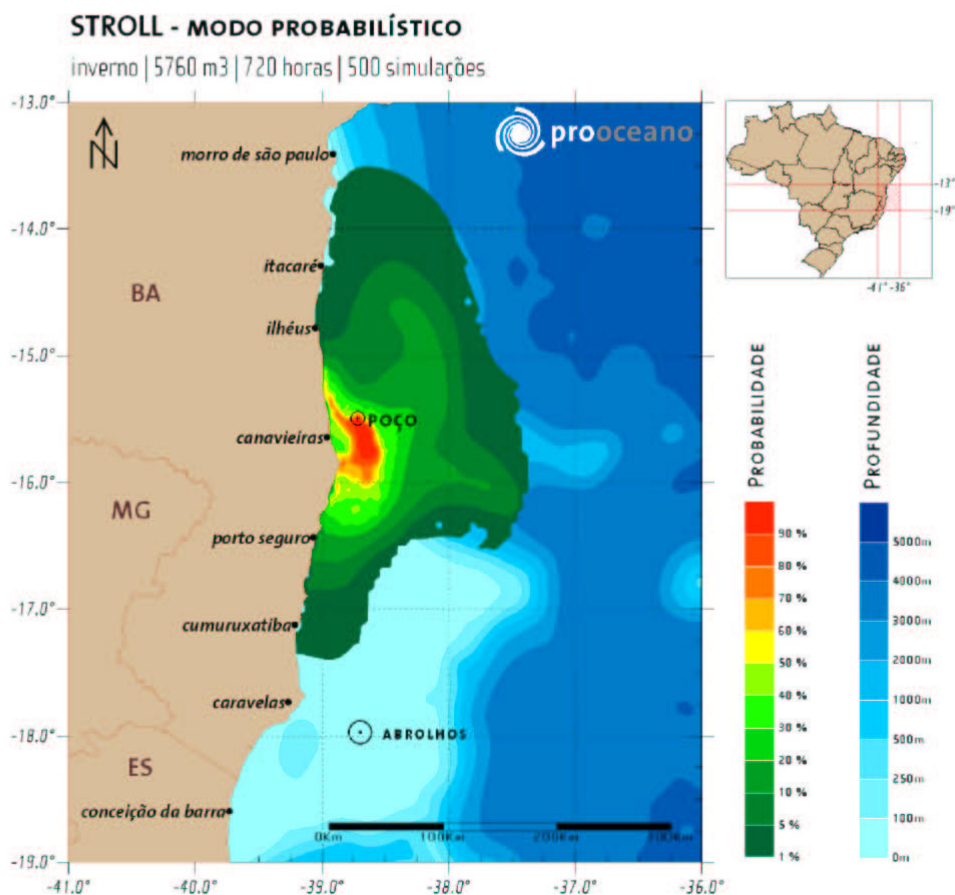 STROLL - MODO PROBABILÍSTICO
inverno | 5760 m3 | 720 horas | 500 simulações
-13.0°
-14.0°
-15.0°
-16.0°
-17.0°
-18.0°
-19.0°
-41.0°
-40.0°
-39.0°
-38.0°
-37.0°
-36.0°
N
prooceano
morro de são paulo
itacaré
BA
ilhéus
POÇO
canavieiras
MG
porto seguro
cumuruxatiba
caravelas
ABROLHOS
ES
conceição da barra
0Km
100Km
200Km
300Km
-13°
-19°
-41° -36°
PROBABILIDADE
90 %
80 %
70 %
60 %
50 %
40 %
30 %
20 %
10 %
5 %
1 %
PROFUNDIDADE
5000m
4000m
3000m
2000m
1000m
500m
250m
100m
0m